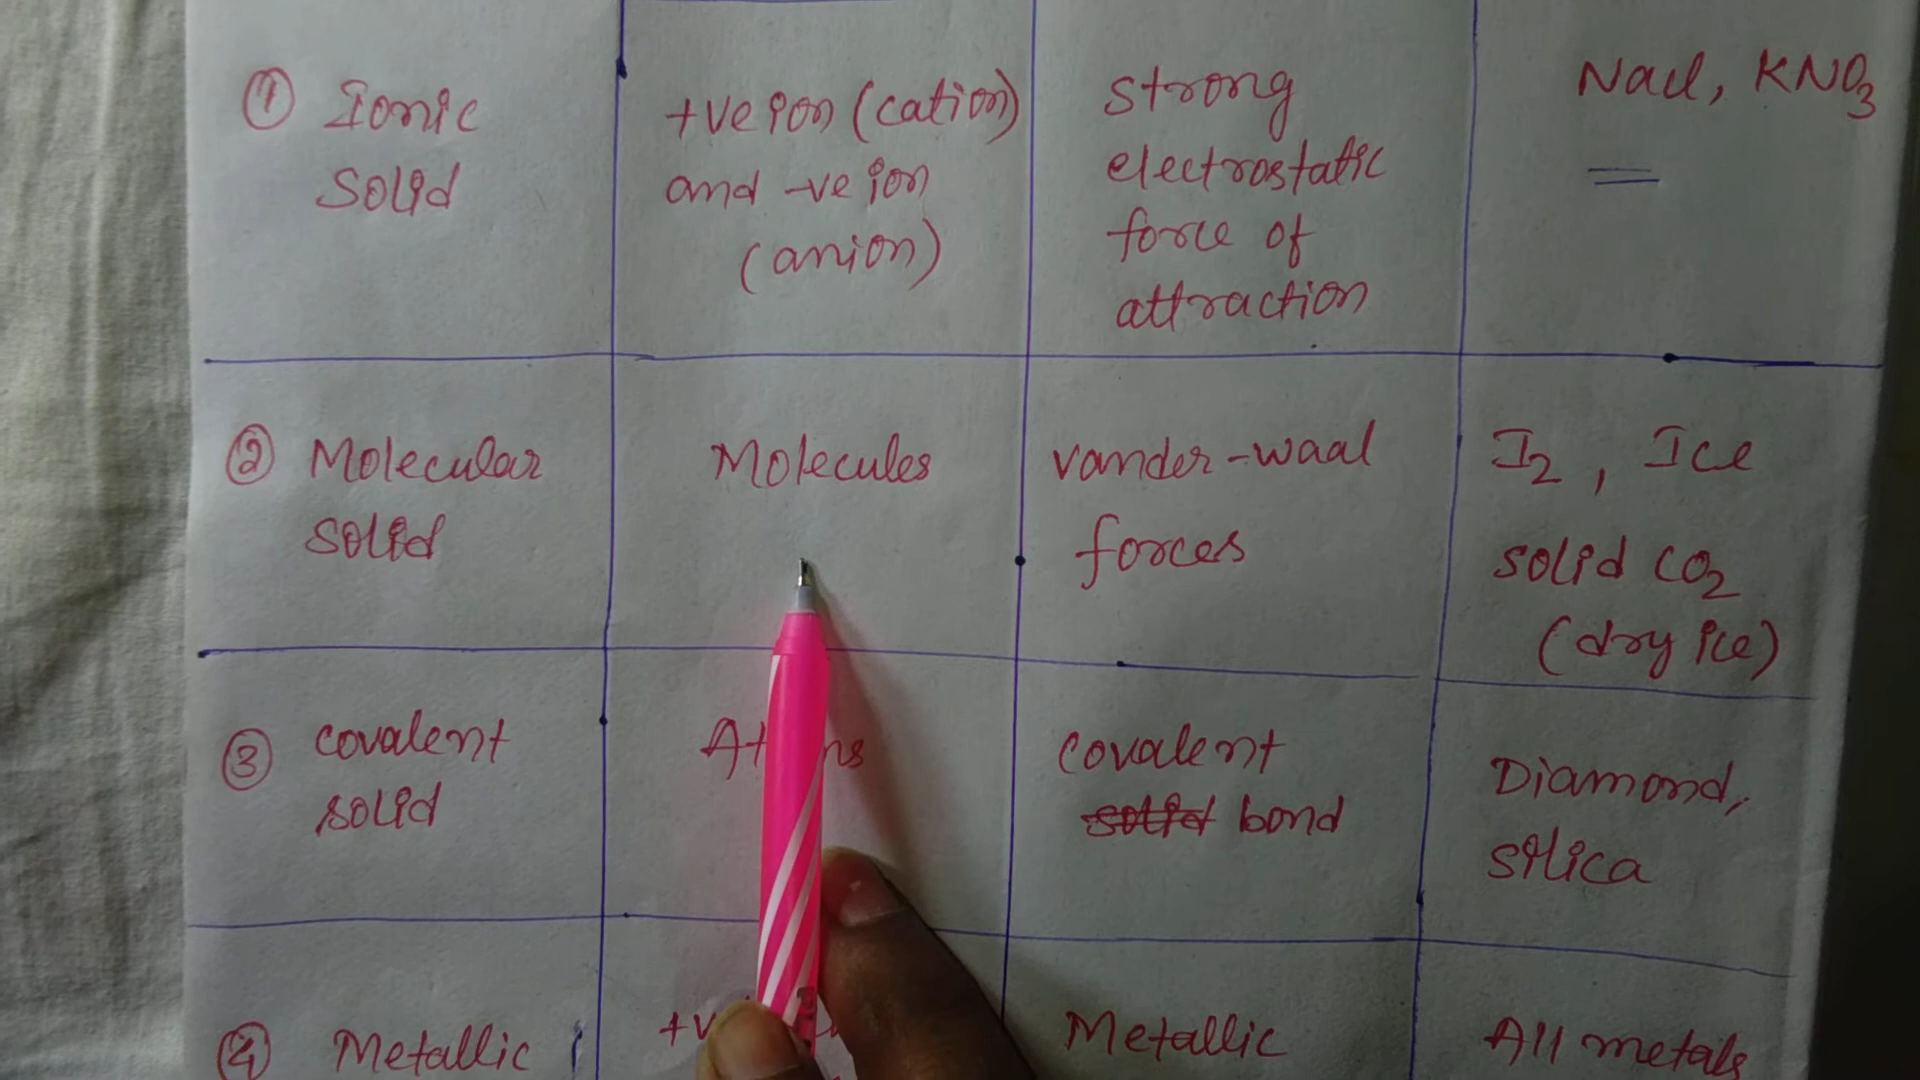 ① Ionic
Solid
+ve ion (cation)
and -ve ion
(anion)
strong
electrostatic
force of
attraction
Nacl, KNO3
② Molecular
solid
Molecules
vander-waal
forces
I2, Ice
solid CO2
(dry ice)
③ covalent
solid
covalent
solid bond
Diamond,
silica
④ Metallic
Metallic
All metals